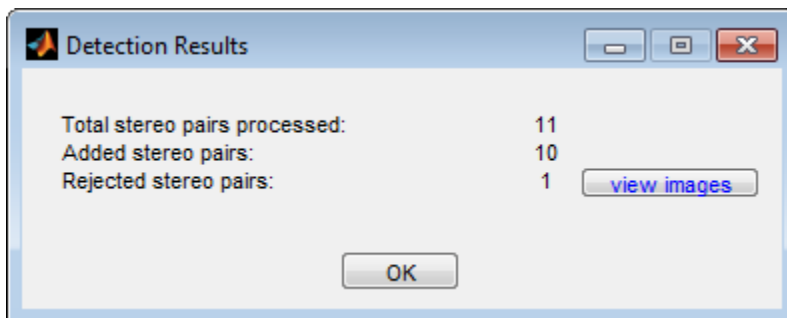 Detection Results
Total stereo pairs processed: 11
Added stereo pairs: 10
Rejected stereo pairs: 1 view images
OK